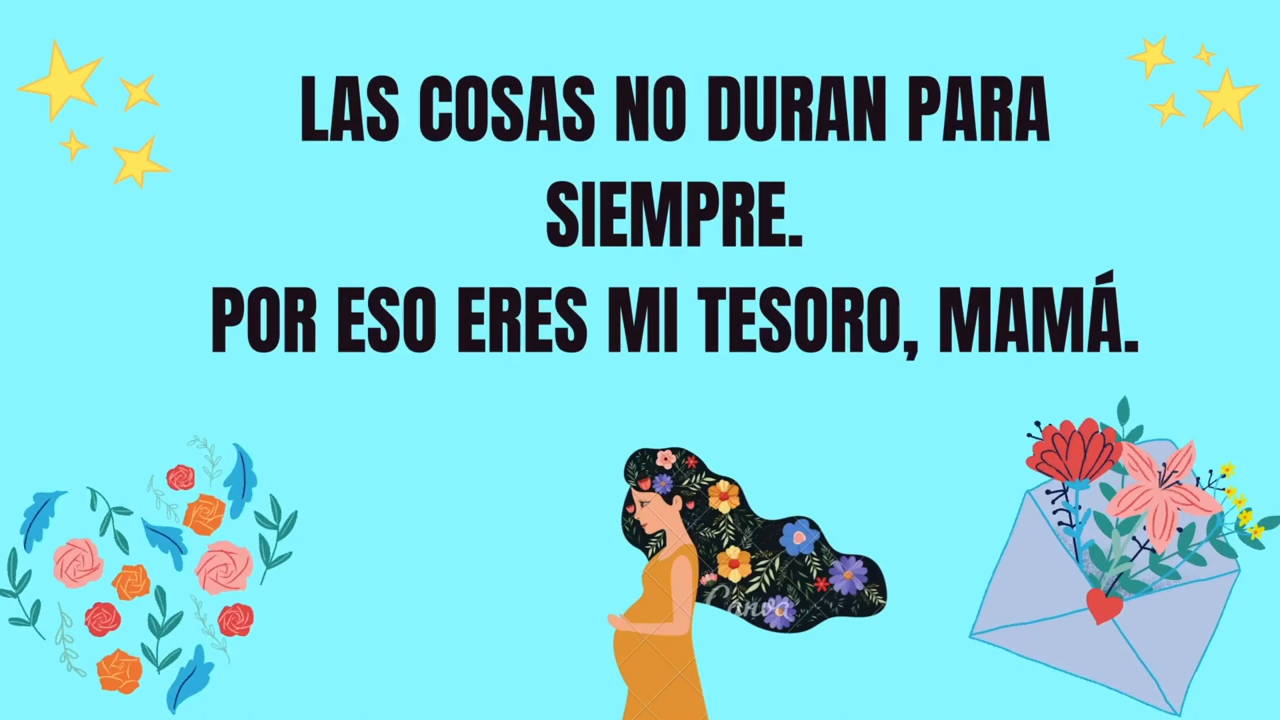 LAS COSAS NO DURAN PARA
SIEMPRE.
POR ESO ERES MI TESORO, MAMÁ.
Canva